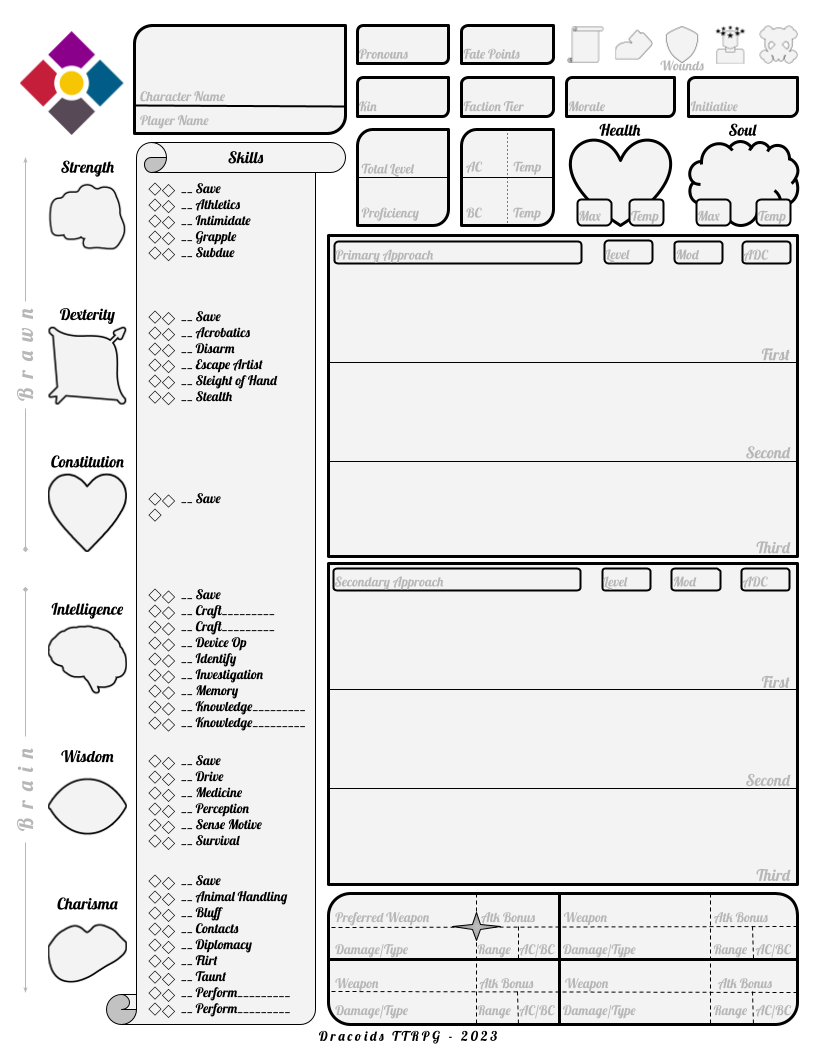 Character Name
Player Name
Pronouns
Fate Points
Wounds
Kin
Faction Tier
Morale
Initiative
Total Level
Proficiency
AC Temp
BC Temp
Health
Max Temp
Soul
Max Temp
Brawn
Strength
Dexterity
Constitution
Brain
Intelligence
Wisdom
Charisma
Skills
__ Save
__ Athletics
__ Intimidate
__ Grapple
__ Subdue
__ Save
__ Acrobatics
__ Disarm
__ Escape Artist
__ Sleight of Hand
__ Stealth
__ Save
__ Save
__ Craft_________
__ Craft_________
__ Device Op
__ Identify
__ Investigation
__ Memory
__ Knowledge_________
__ Knowledge_________
__ Save
__ Drive
__ Medicine
__ Perception
__ Sense Motive
__ Survival
__ Save
__ Animal Handling
__ Bluff
__ Contacts
__ Diplomacy
__ Flirt
__ Taunt
__ Perform_________
__ Perform_________
Primary Approach Level Mod ADC
First
Second
Third
Secondary Approach Level Mod ADC
First
Second
Third
Preferred Weapon Atk Bonus
Damage/Type Range AC/BC
Weapon Atk Bonus
Damage/Type Range AC/BC
Weapon Atk Bonus
Damage/Type Range AC/BC
Weapon Atk Bonus
Damage/Type Range AC/BC
Dracoids TTRPG - 2023